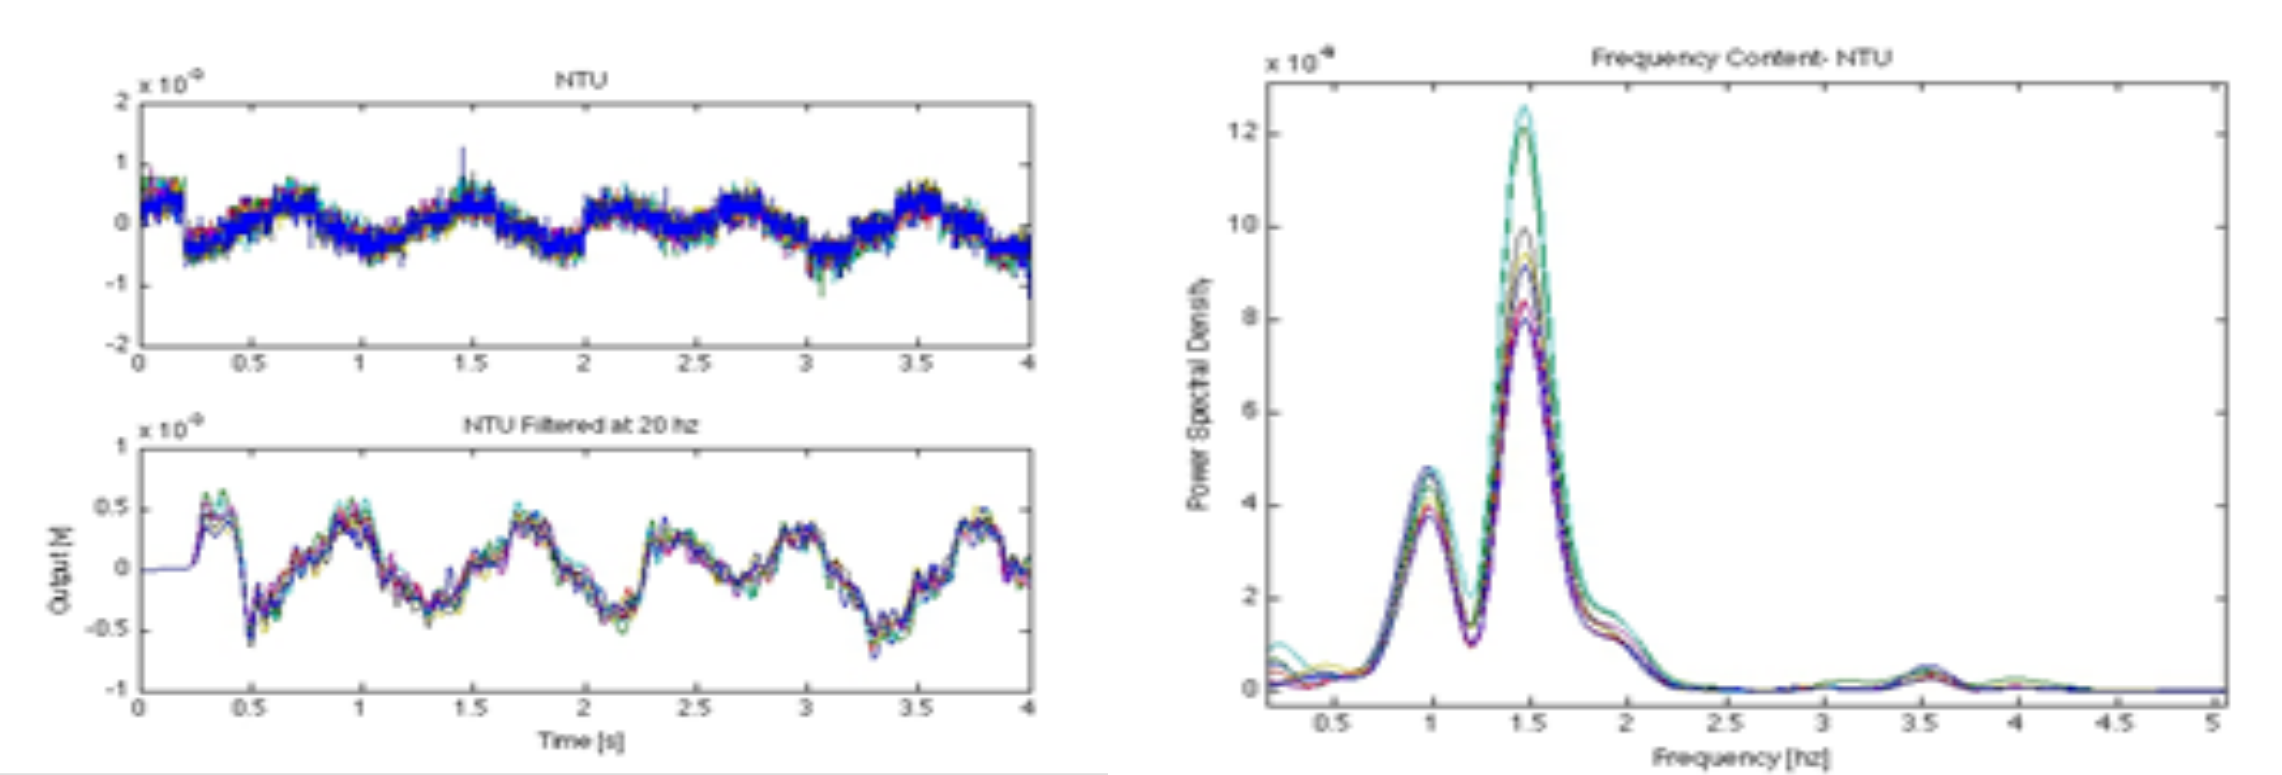 NTU
2
1
0
-1
-2
0 0.5 1 1.5 2 2.5 3 3.5 4
NTU Filtered at 20 hz
1
0.5
0
-0.5
-1
Output [v]
0 0.5 1 1.5 2 2.5 3 3.5 4
Time [s]
Frequency Content- NTU
12
10
8
6
4
2
0
Power Spectral Density
0.5 1 1.5 2 2.5 3 3.5 4 4.5 5
Frequency [hz]